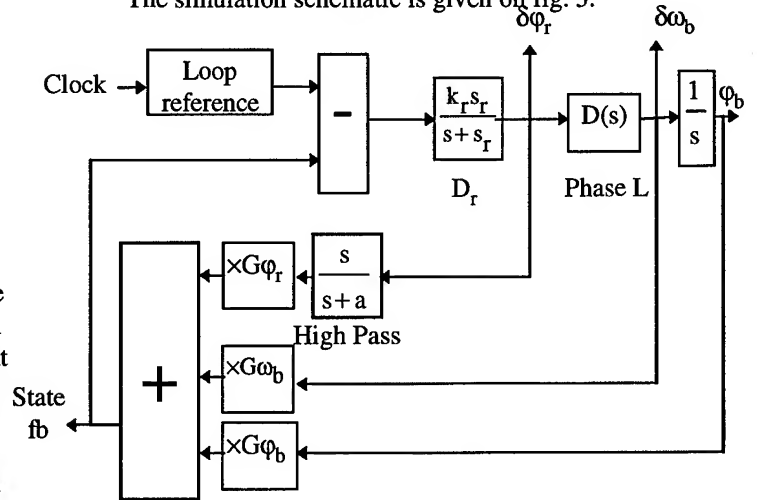 The simulation schematic is given on fig. 5.
δφr
δωb
Clock
Loop
reference
-
krsr
s+sr
D(s)
1
s
φb
Dr
Phase L
×Gφr
s
s+a
High Pass
e
t
+
×Gωb
State
fb
×Gφb